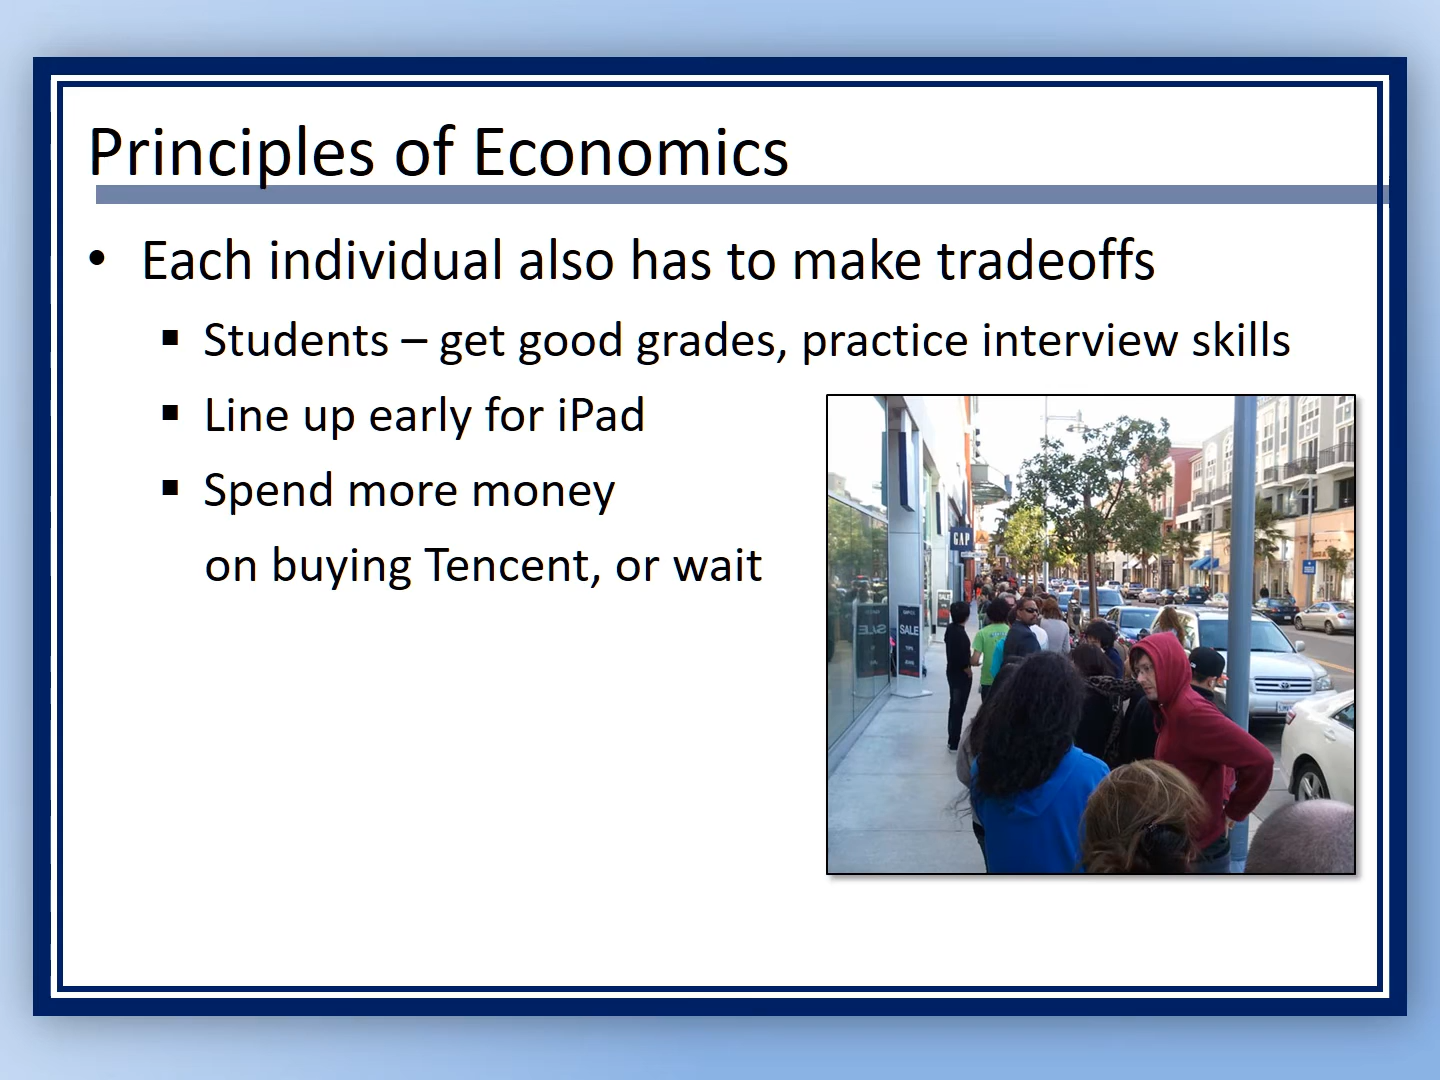 Principles of Economics
• Each individual also has to make tradeoffs
▪ Students – get good grades, practice interview skills
▪ Line up early for iPad
▪ Spend more money
on buying Tencent, or wait
GAP
SALE
SALE